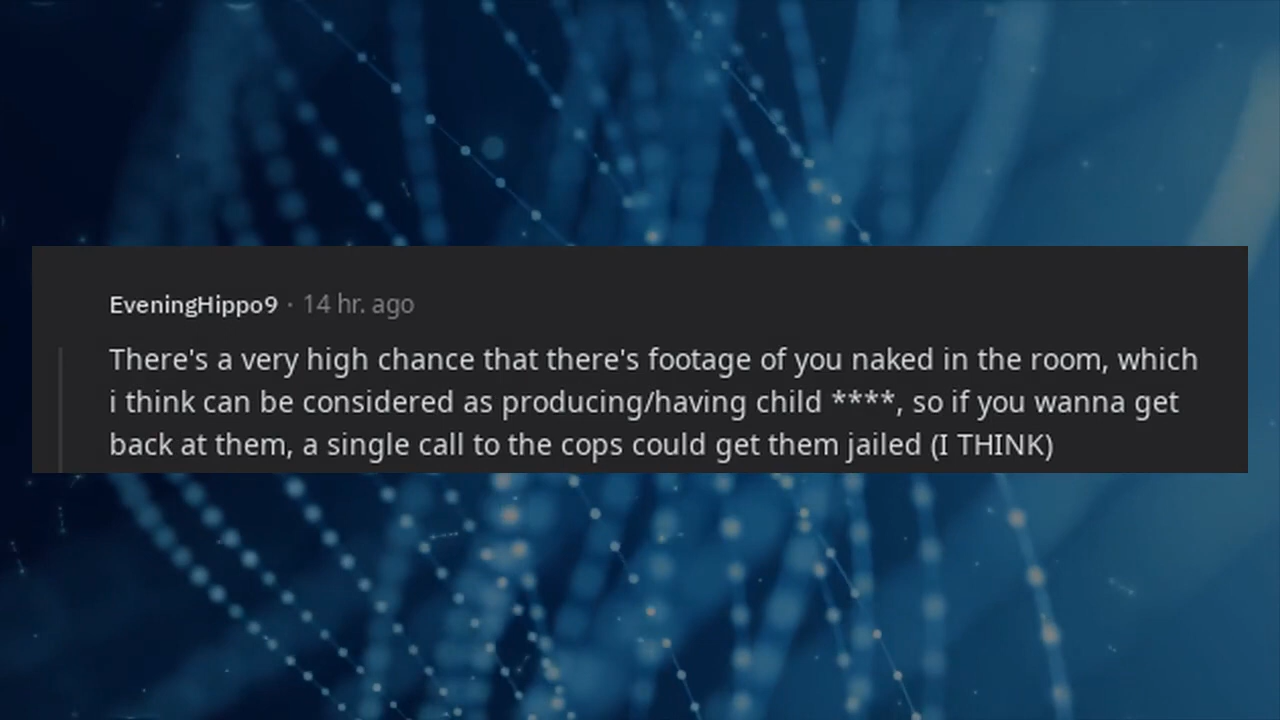 EveningHippo9 · 14 hr. ago
There's a very high chance that there's footage of you naked in the room, which
i think can be considered as producing/having child ****, so if you wanna get
back at them, a single call to the cops could get them jailed (I THINK)